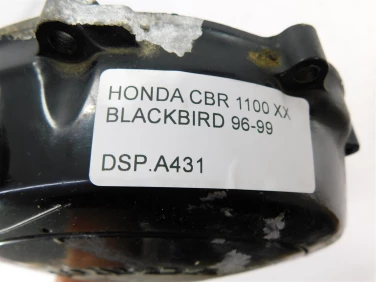 HONDA CBR 1100 XX
BLACKBIRD 96-99
DSP.A431